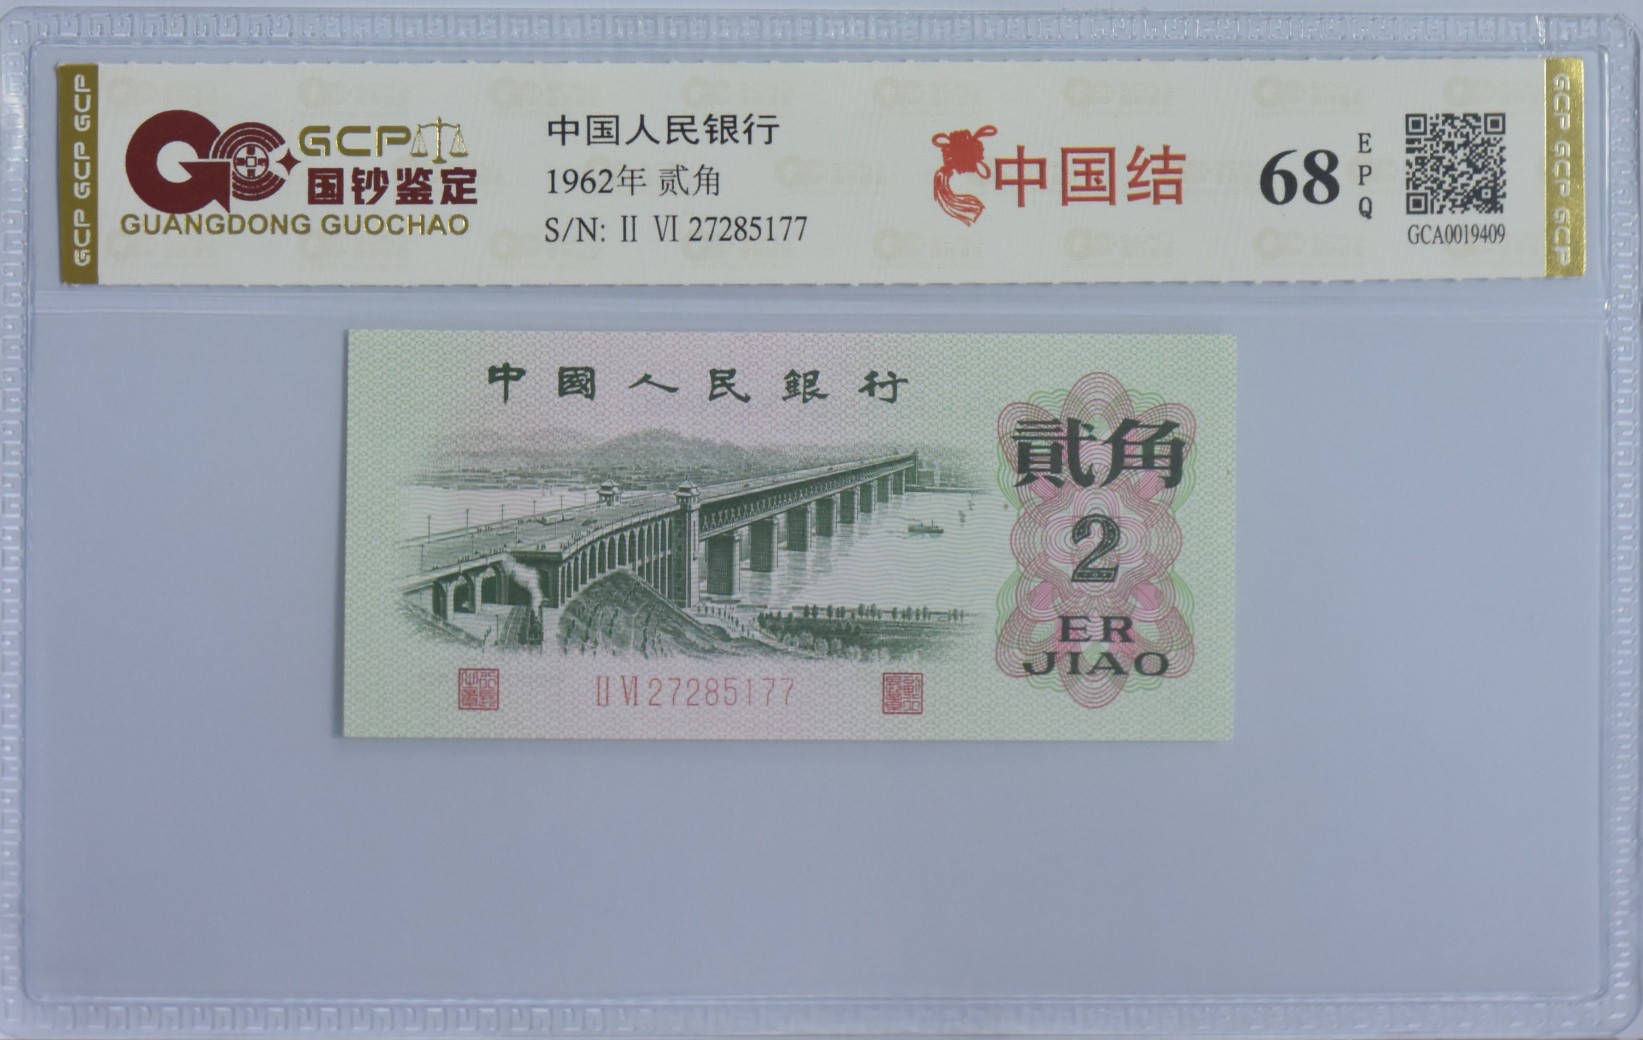 GCP GCP GCP
GCP
国钞鉴定
GUANGDONG GUOCHAO
中国人民银行
1962年 贰角
S/N: Ⅱ Ⅵ 27285177
中国结
68
E
P
Q
GCA0019409
GCP GCP GCP
中國人民銀行
貳角
2
ER
JIAO
Ⅱ Ⅵ 27285177